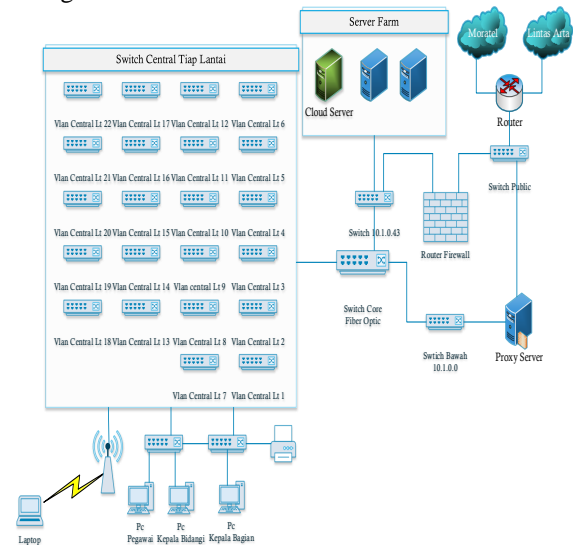 Server Farm
Moratel
Lintas Arta
Switch Central Tiap Lantai
Cloud Server
Router
Vlan Central Lt 22 Vlan Central Lt 17 Vlan Central Lt 12 Vlan Central Lt 6
Vlan Central Lt 21 Vlan Central Lt 16 Vlan Central Lt 11 Vlan Central Lt 5
Switch Public
Vlan Central Lt 20 Vlan Central Lt 15 Vlan Central Lt 10 Vlan Central Lt 4
Switch 10.1.0.43
Router Firewall
Vlan Central Lt 19 Vlan Central Lt 14 Vlan central Lt 9 Vlan Central Lt 3
Switch Core
Fiber Optic
Vlan Central Lt 18 Vlan Central Lt 13 Vlan Central Lt 8 Vlan Central Lt 2
Swtich Bawah
10.1.0.0
Proxy Server
Vlan Central Lt 7 Vlan Central Lt 1
Laptop
Pc
Pegawai
Pc
Kepala Bidangi
Pc
Kepala Bagian